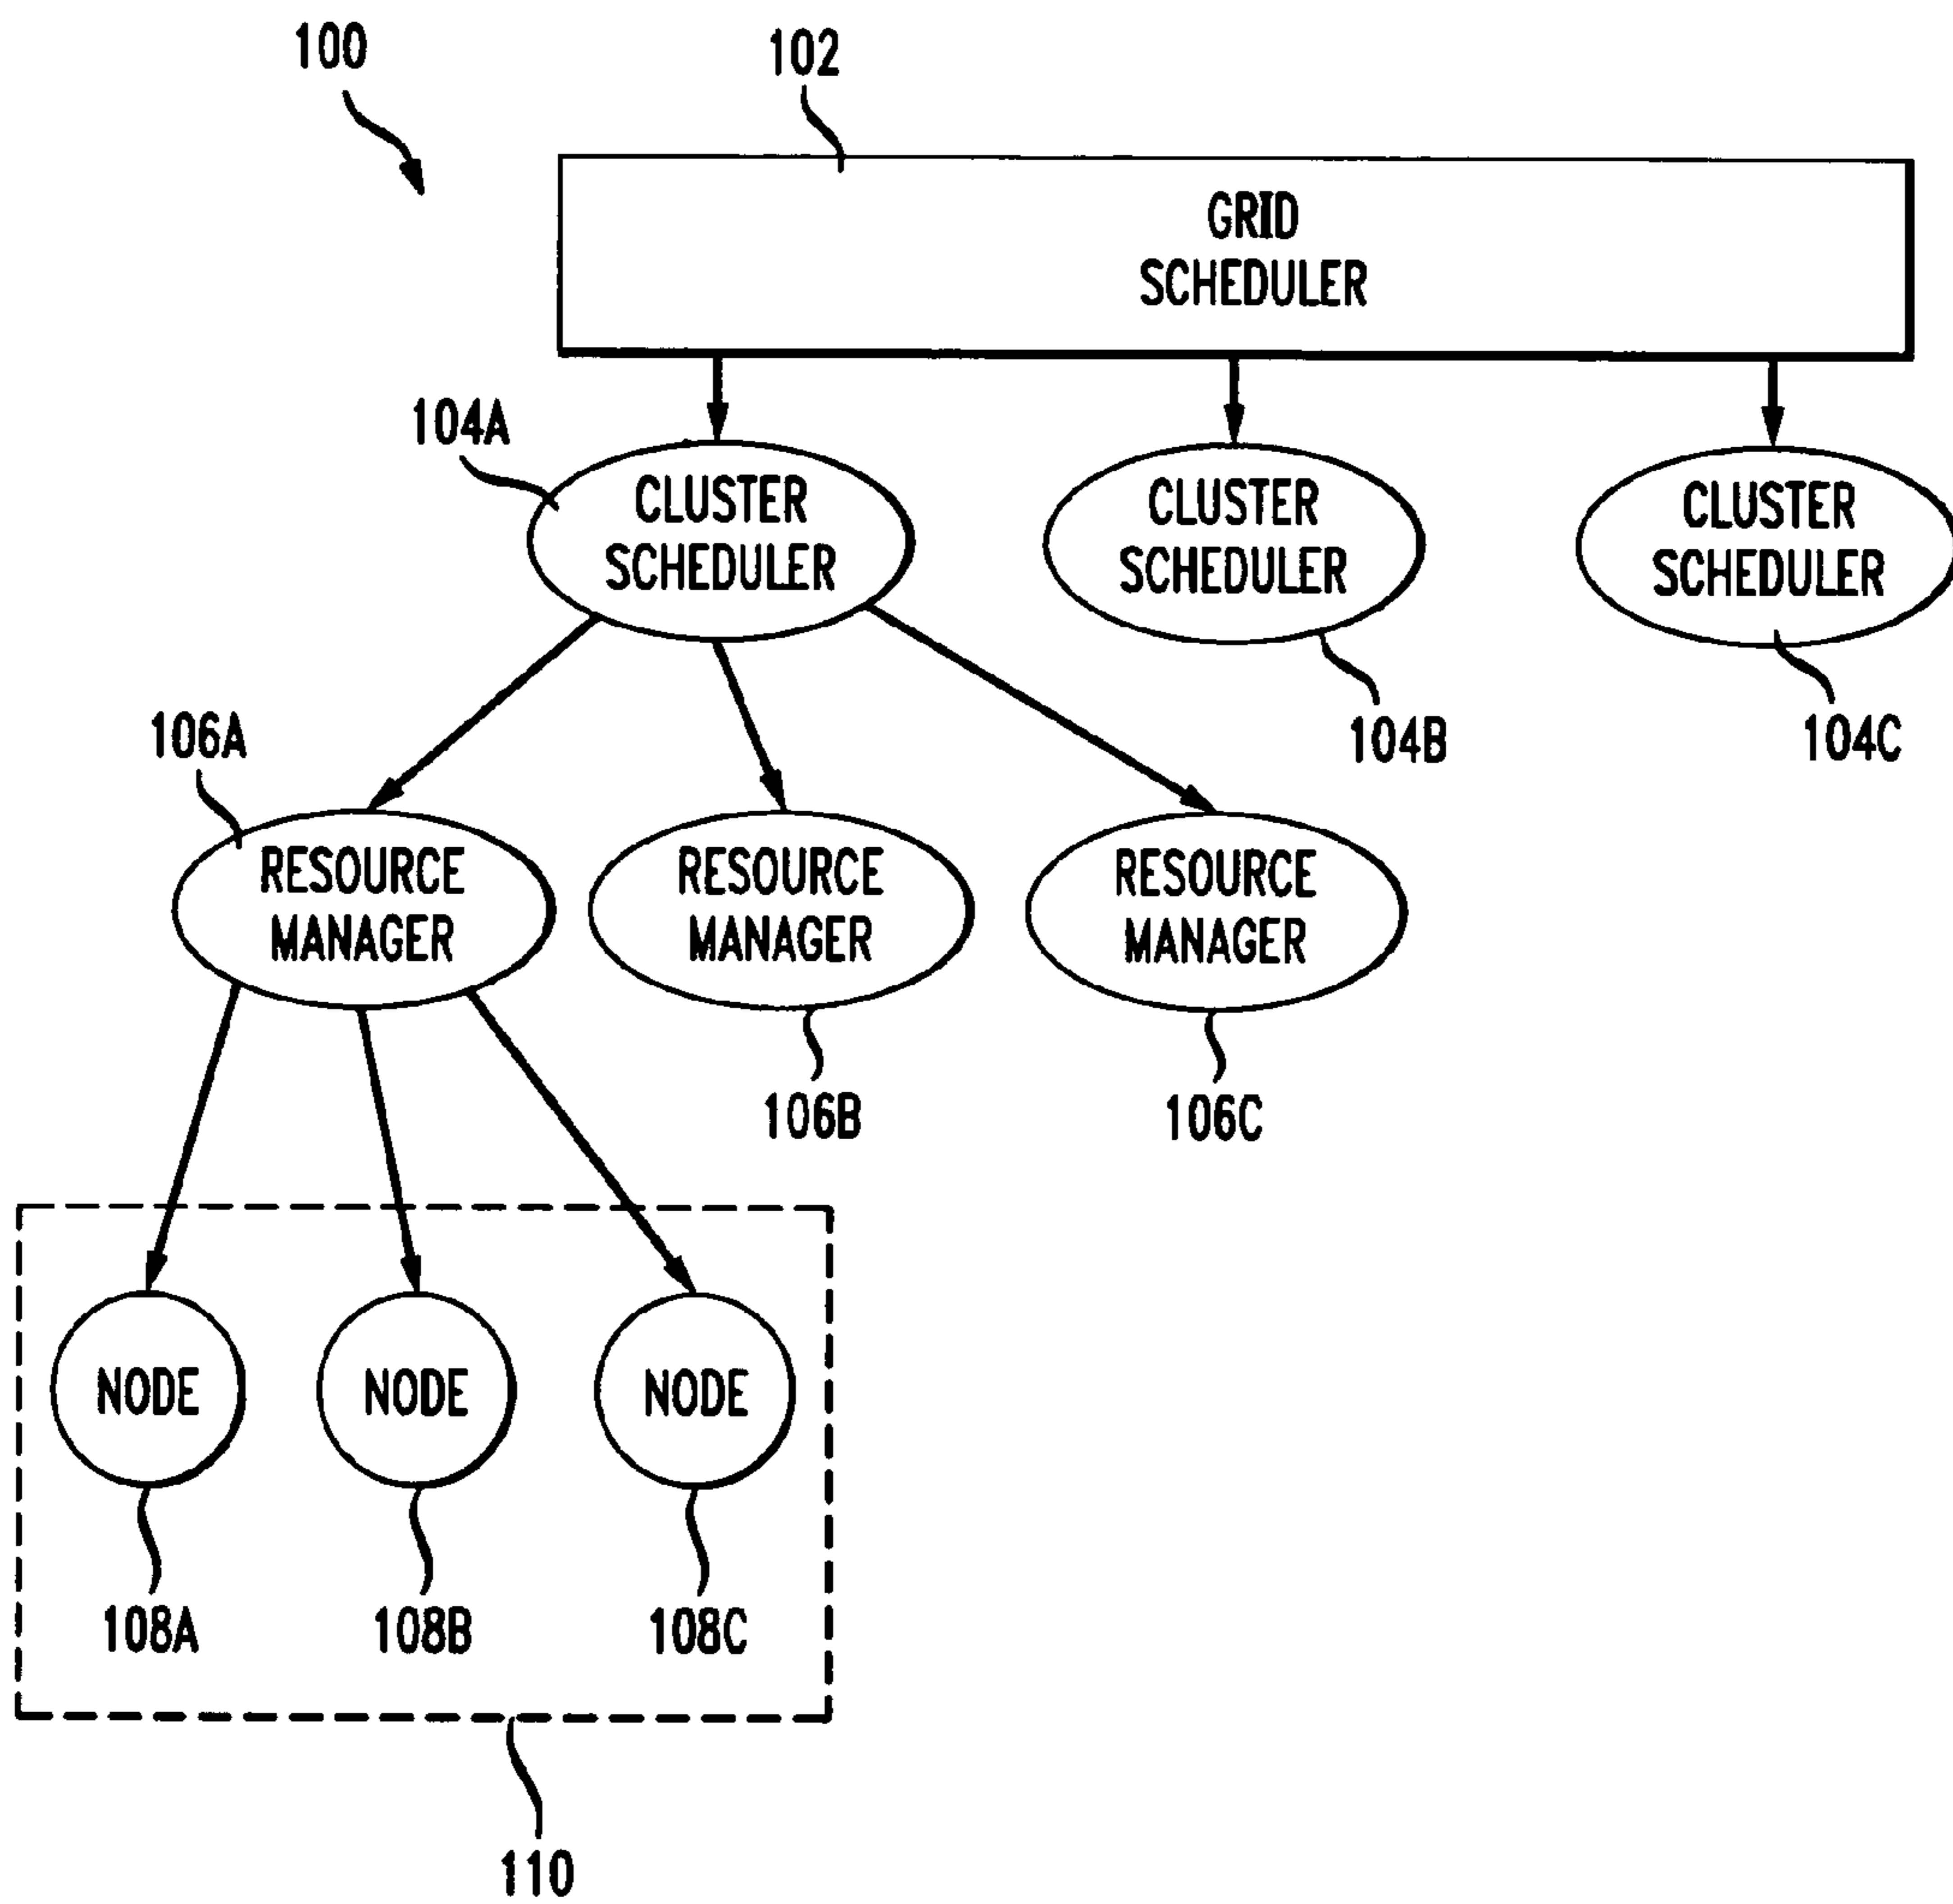 100
102
GRID
SCHEDULER
104A
CLUSTER
SCHEDULER
CLUSTER
SCHEDULER
CLUSTER
SCHEDULER
104B
104C
106A
RESOURCE
MANAGER
RESOURCE
MANAGER
RESOURCE
MANAGER
106B
106C
NODE
NODE
NODE
108A
108B
108C
110